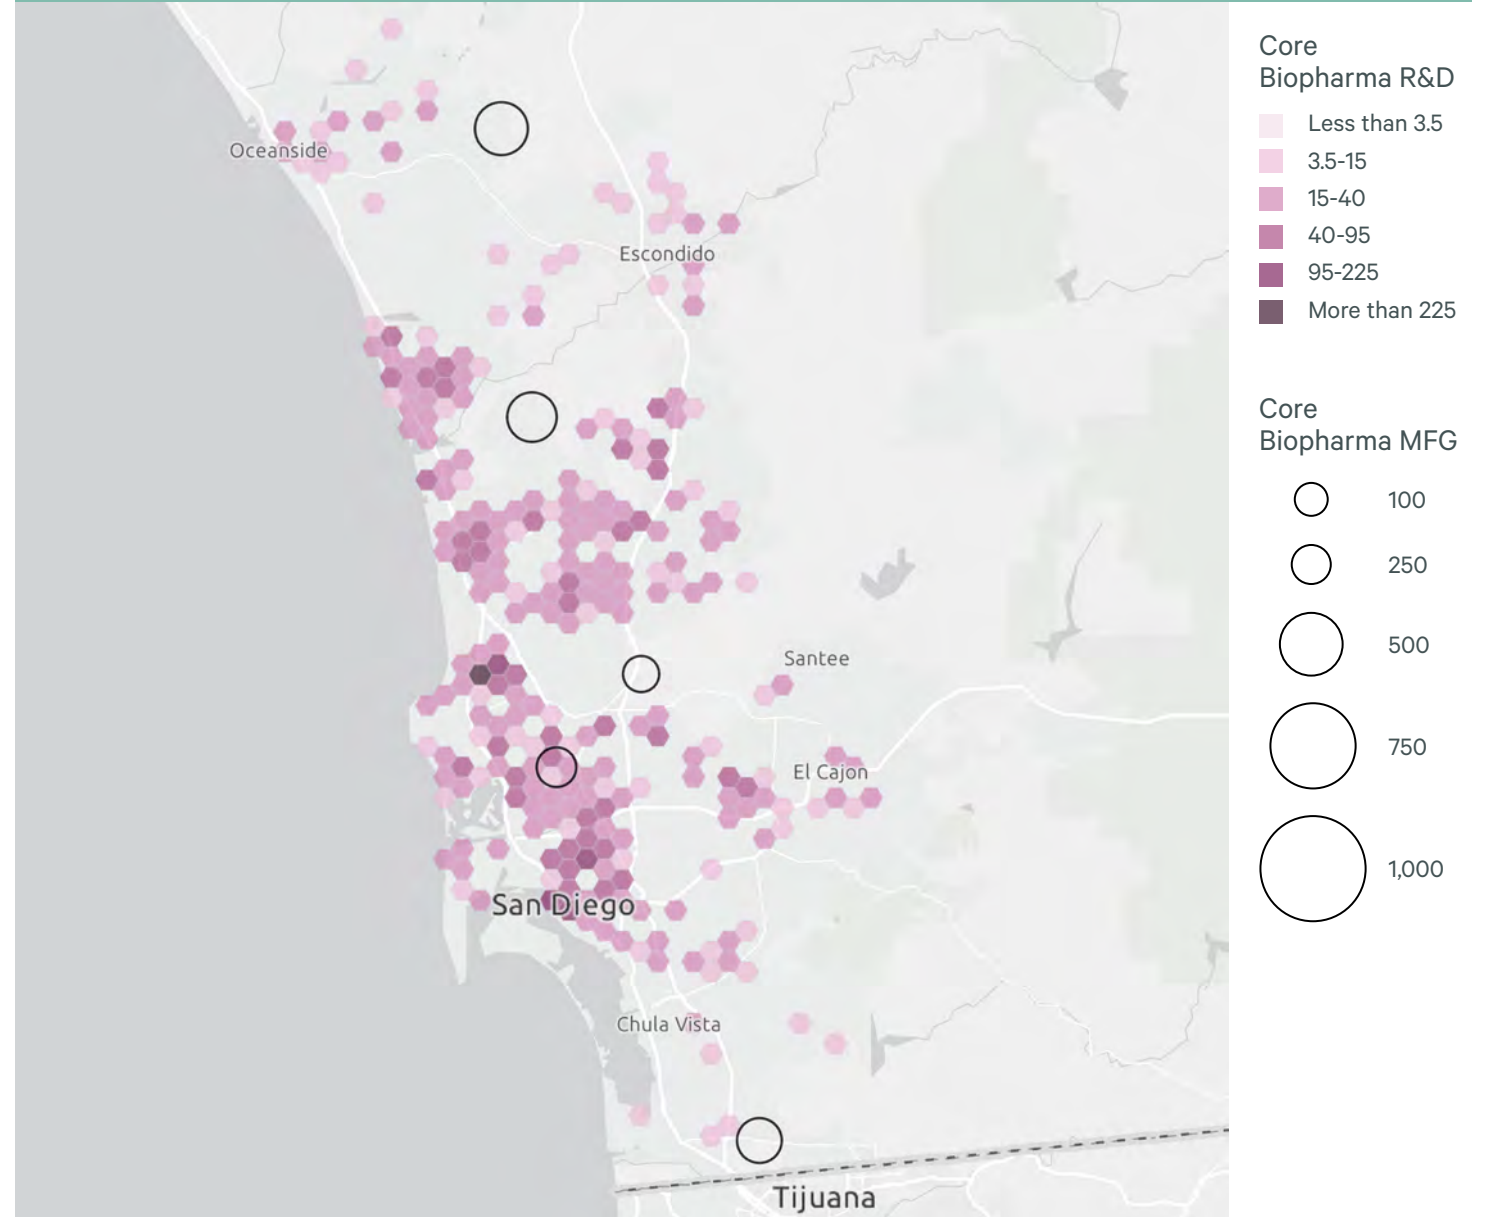 Oceanside
Escondido
Santee
El Cajon
San Diego
Chula Vista
Tijuana
Core
Biopharma R&D
Less than 3.5
3.5-15
15-40
40-95
95-225
More than 225
Core
Biopharma MFG
100
250
500
750
1,000